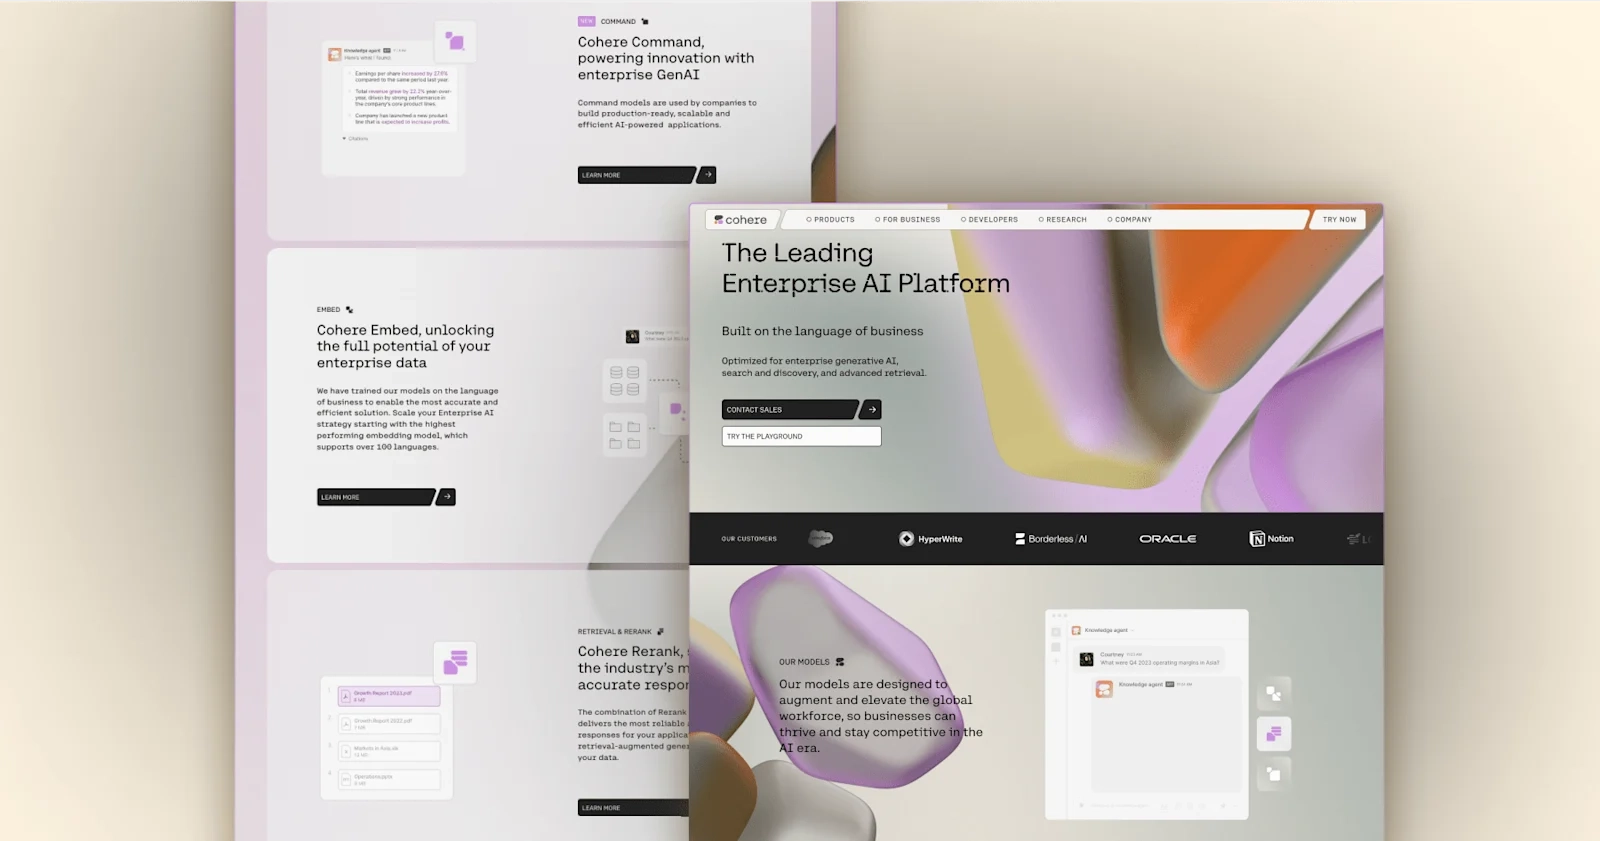 NEW COMMAND
Cohere Command,
powering innovation with
enterprise GenAI
Command models are used by companies to
build production-ready, scalable and
efficient AI-powered applications.
LEARN MORE
Knowledge agent
Here's what I found:
Earnings per share increased by 17.6%
compared to the same period last year.
Total revenue grew by 22.2% year-over-
year, driven by strong performance in
the company's core product lines.
Company has launched a new product
line that is expected to increase profits.
Citations
EMBED
Cohere Embed, unlocking
the full potential of your
enterprise data
We have trained our models on the language
of business to enable the most accurate and
efficient solution. Scale your Enterprise AI
strategy starting with the highest
performing embedding model, which
supports over 100 languages.
LEARN MORE
Courtney
RETRIEVAL & RERANK
Cohere Rerank,
the industry's
accurate
The combination of Rerank
delivers the most reliable
responses for your
retrieval-augmented
your data.
LEARN MORE
1
Growth Report 2023.pdf
2
Growth Report 2022.pdf
3
Markets in Asia.xls
4
Operations.pptx
cohere
PRODUCTS
FOR BUSINESS
DEVELOPERS
RESEARCH
COMPANY
TRY NOW
The Leading
Enterprise AI Platform
Built on the language of business
Optimized for enterprise generative AI,
search and discovery, and advanced retrieval.
CONTACT SALES
TRY THE PLAYGROUND
OUR CUSTOMERS
salesforce
HyperWrite
Borderless/AI
ORACLE
Notion
OUR MODELS
Our models are designed to
augment and elevate the global
workforce, so businesses can
thrive and stay competitive in the
AI era.
Knowledge agent
Courtney
What were Q4 2023 operating margins in Asia?
Knowledge agent